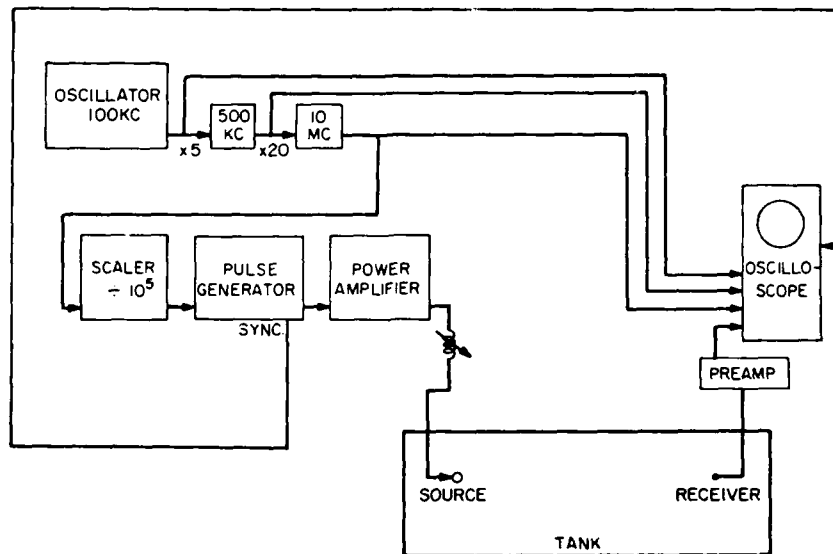 OSCILLATOR
100KC
x5
500
KC
x20
10
MC
SCALER
÷ 10⁵
PULSE
GENERATOR
SYNC.
POWER
AMPLIFIER
OSCILLO-
SCOPE
PREAMP
SOURCE
RECEIVER
TANK